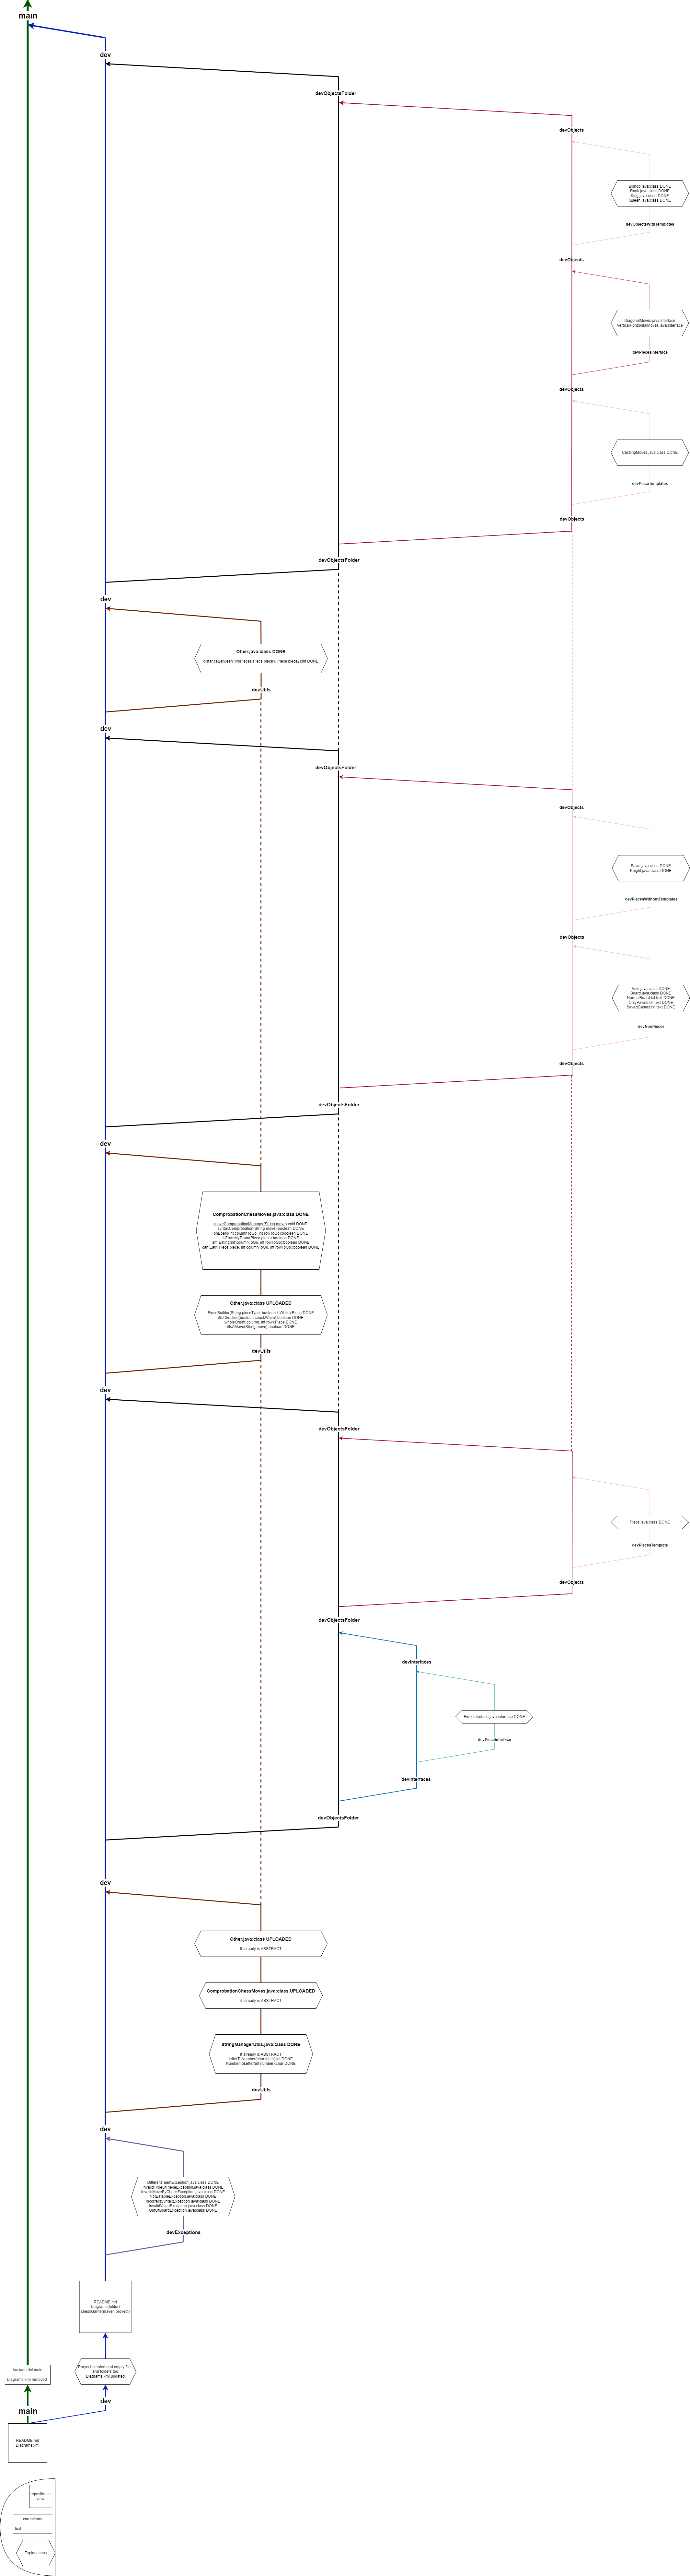 main
dev
devObjectsFolder
devObjects
Bishop.java:class DONE
Rook.java:class DONE
King.java:class DONE
Queen.java:class DONE
devObjectsWithTemplates
devObjects
DiagonalMoves.java:interface
VerticalHorizontalMoves.java:interface
devPiecesInterface
devObjects
CastlingMoves.java:class DONE
devPieceTemplates
devObjects
devObjectsFolder
dev
Other.java:class DONE
distanceBetweenTwoPieces(Piece piece1, Piece piece2):int DONE
devUtils
dev
devObjectsFolder
devObjects
Pawn.java:class DONE
Knight.java:class DONE
devPiecesWithoutTemplates
devObjects
Void.java:class DONE
Board.java:class DONE
NormalBoard.txt:text DONE
OnlyPawns.txt:text DONE
SavedGames.txt:text DONE
devNonPieces
devObjects
devObjectsFolder
dev
ComprobationChessMoves.java:class DONE
moveComprobationManager(String move):void DONE
syntaxComprobation(String move):boolean DONE
onBoard(int columnToGo, int rowToGo):boolean DONE
isFromMyTeam(Piece piece):boolean DONE
amIEating(int columnToGo, int rowToGo):boolean DONE
canIEatIt(Piece piece, int columnToGo, int rowToGo):boolean DONE
Other.java:class UPLOADED
PieceBuilder(String pieceType, boolean isWhite):Piece DONE
thisChecked(boolean checkWhite):boolean DONE
whoIsOn(int column, int row):Piece DONE
thisAMove(String move):boolean DONE
devUtils
dev
devObjectsFolder
Piece.java:class DONE
devPiecesTemplate
devObjects
devObjectsFolder
devInterfaces
PieceInterface.java:interface DONE
devPieceInterface
devInterfaces
devObjectsFolder
dev
Other.java:class UPLOADED
It already is ABSTRACT
ComprobationChessMoves.java:class UPLOADED
It already is ABSTRACT
StringManagerUtils.java:class DONE
It already is ABSTRACT
letterToNumber(char letter):int DONE
NumberToLetter(int number):char DONE
devUtils
dev
DifferentTeamException.java:class DONE
InvalidTypeOfPieceException.java:class DONE
InvalidMoveByCheckException.java:class DONE
NotEatableException.java:class DONE
IncorrectSyntaxException.java:class DONE
InvalidValueException.java:class DONE
OutOfBoardException.java:class DONE
devExceptions
README.md
Diagrams(folder)
chessGame(maven proyect)
Vaciado del main
Diagrams.xml removed
Proyect created and empty files
and folders too
Diagrams.xml updated
main
dev
README.md
Diagrams.xml
repositories
view
corrections
text...
Explanations